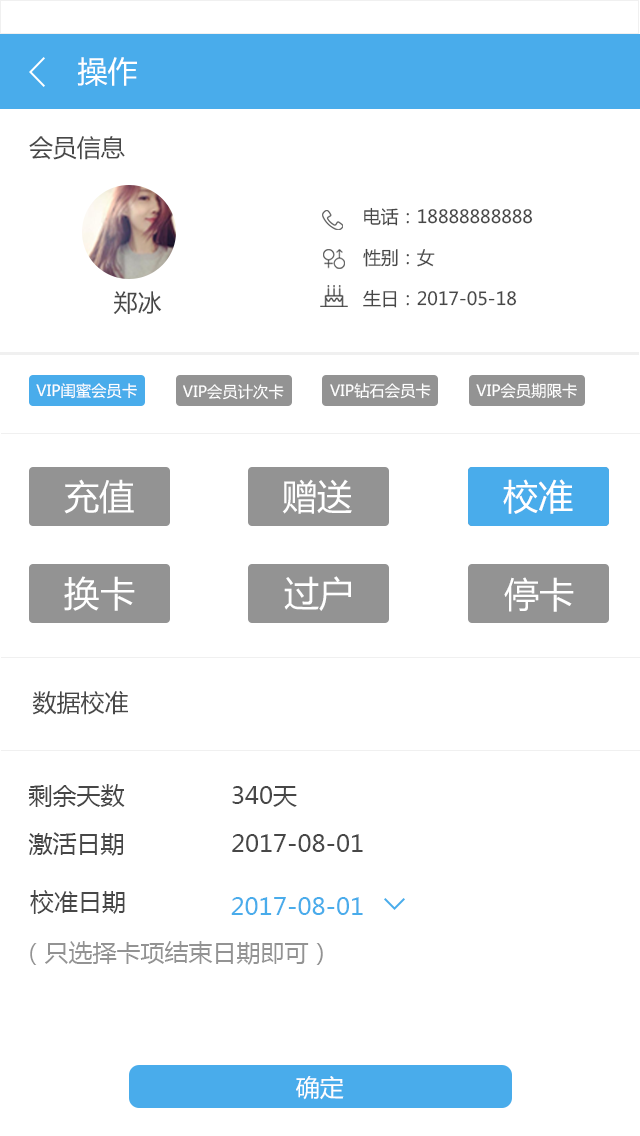 操作
会员信息
电话：18888888888
性别：女
郑冰
生日：2017-05-18
VIP闺蜜会员卡 VIP会员计次卡 VIP钻石会员卡 VIP会员期限卡
充值 赠送 校准
换卡 过户 停卡
数据校准
剩余天数 340天
激活日期 2017-08-01
校准日期 2017-08-01
（只选择卡项结束日期即可）
确定